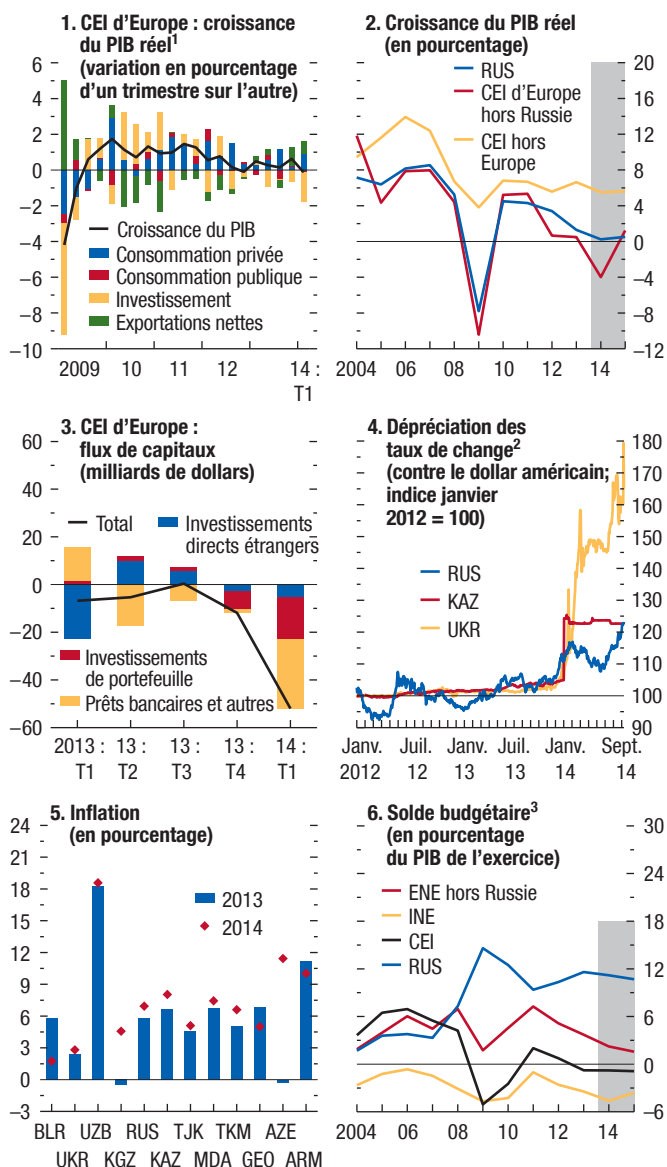 1. CEI d'Europe : croissance
du PIB réel¹
(variation en pourcentage
d'un trimestre sur l'autre)
6
4
2
0
–2
–4
–6
–8
–10
Croissance du PIB
Consommation privée
Consommation publique
Investissement
Exportations nettes
2009 10 11 12 14 :
T1
2. Croissance du PIB réel
(en pourcentage)
RUS
CEI d'Europe
hors Russie
CEI hors
Europe
20
16
12
8
4
0
–4
–8
–12
2004 06 08 10 12 14
3. CEI d'Europe :
flux de capitaux
(milliards de dollars)
60
40
20
0
–20
–40
–60
Total
Investissements
directs étrangers
Investissements
de portefeuille
Prêts bancaires et autres
2013 : 13 : 13 : 13 : 14 :
T1 T2 T3 T4 T1
4. Dépréciation des
taux de change²
(contre le dollar américain;
indice janvier
2012 = 100)
RUS
KAZ
UKR
180
170
160
150
140
130
120
110
100
90
Janv. Juil. Janv. Juil. Janv. Sept.
2012 12 13 13 14 14
5. Inflation
(en pourcentage)
24
21
18
15
12
9
6
3
0
–3
2013
2014
BLR UZB RUS TJK TKM AZE
UKR KGZ KAZ MDA GEO ARM
6. Solde budgétaire³
(en pourcentage
du PIB de l'exercice)
ENE hors Russie
INE
CEI
RUS
30
24
18
12
6
0
–6
2004 06 08 10 12 14